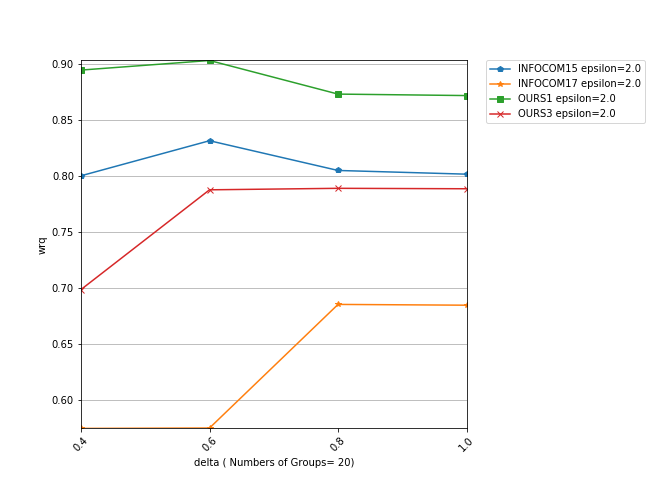 0.90
0.85
0.80
0.75
0.70
0.65
0.60
wrq
0.4
0.6
0.8
1.0
delta ( Numbers of Groups= 20)
INFOCOM15 epsilon=2.0
INFOCOM17 epsilon=2.0
OURS1 epsilon=2.0
OURS3 epsilon=2.0